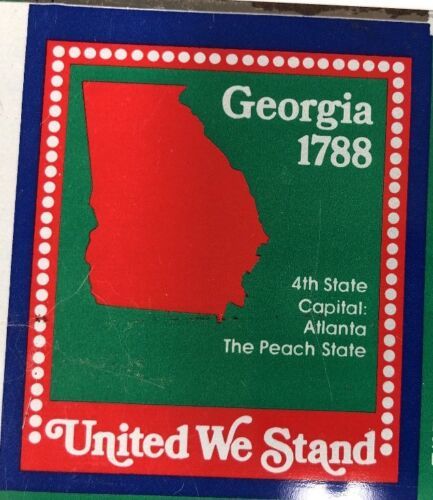 Georgia
1788
4th State
Capital:
Atlanta
The Peach State
United We Stand